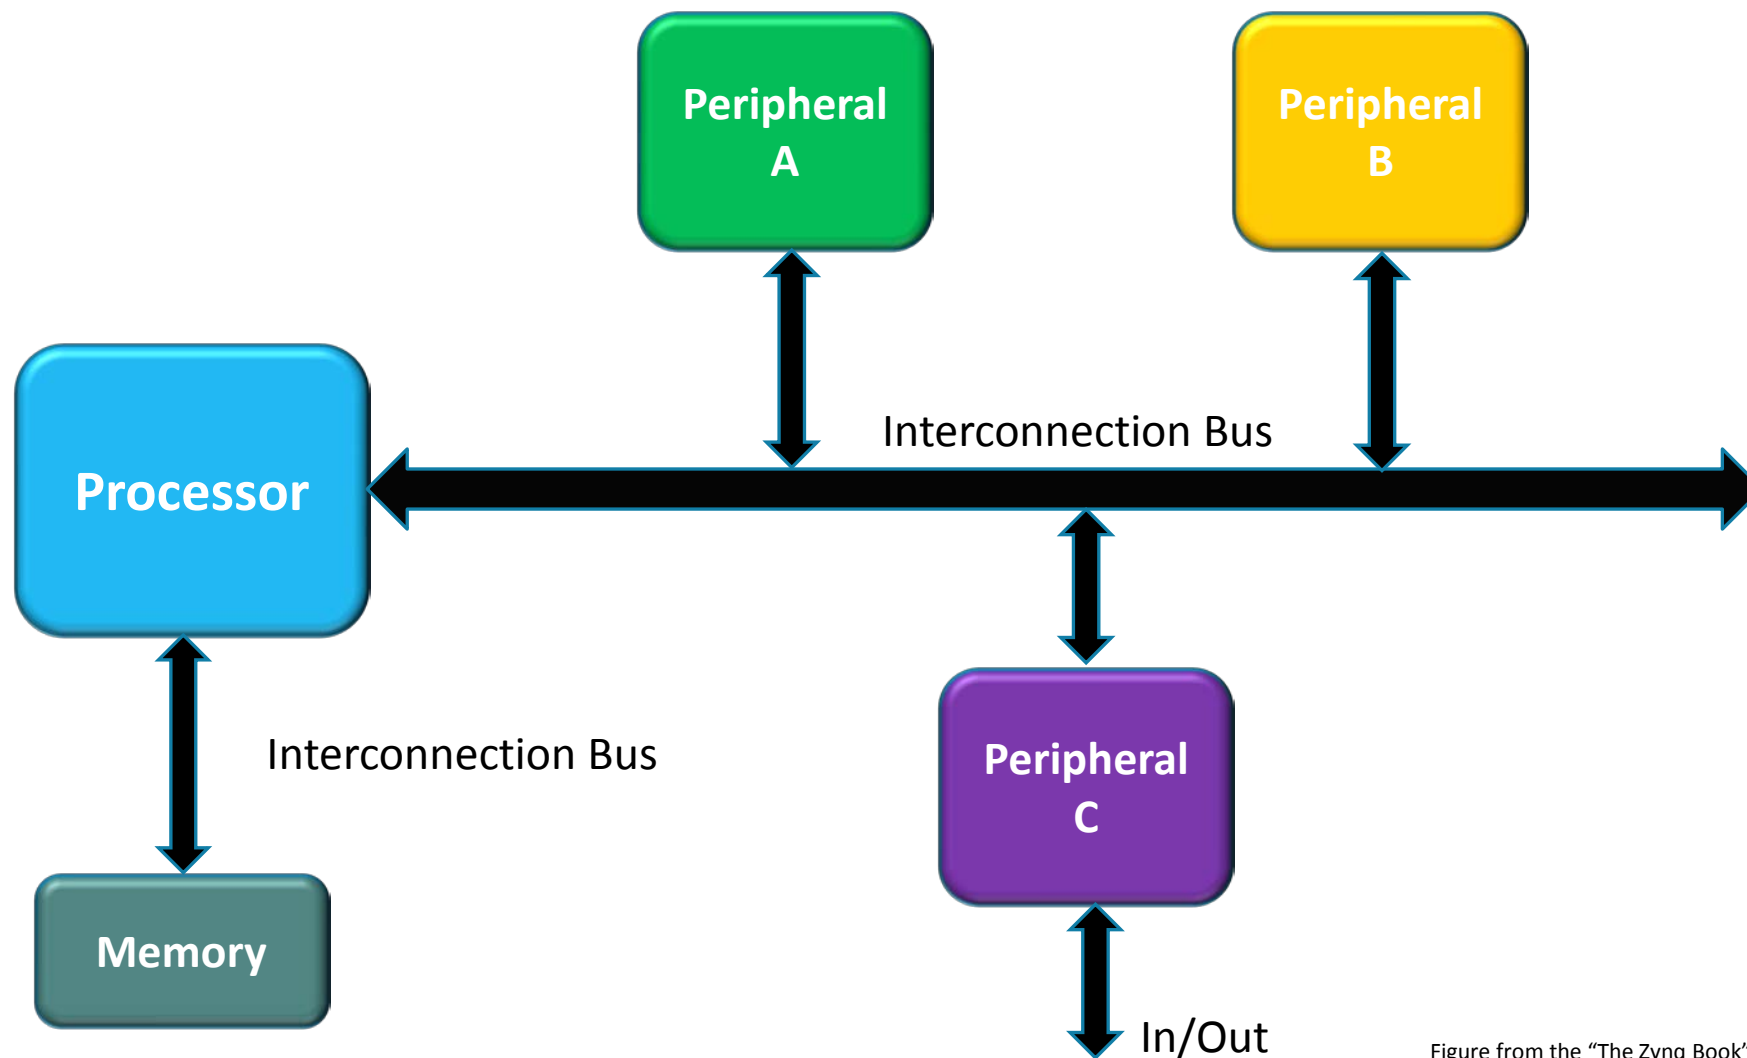 Peripheral
A
Peripheral
B
Interconnection Bus
Processor
Interconnection Bus
Peripheral
C
Memory
In/Out
Figure from the “The Zynq Book”